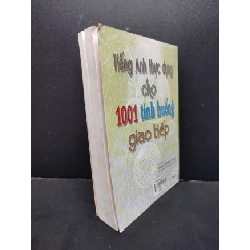 Tiếng Anh thực dụng
cho
1001 tình huống
giao tiếp